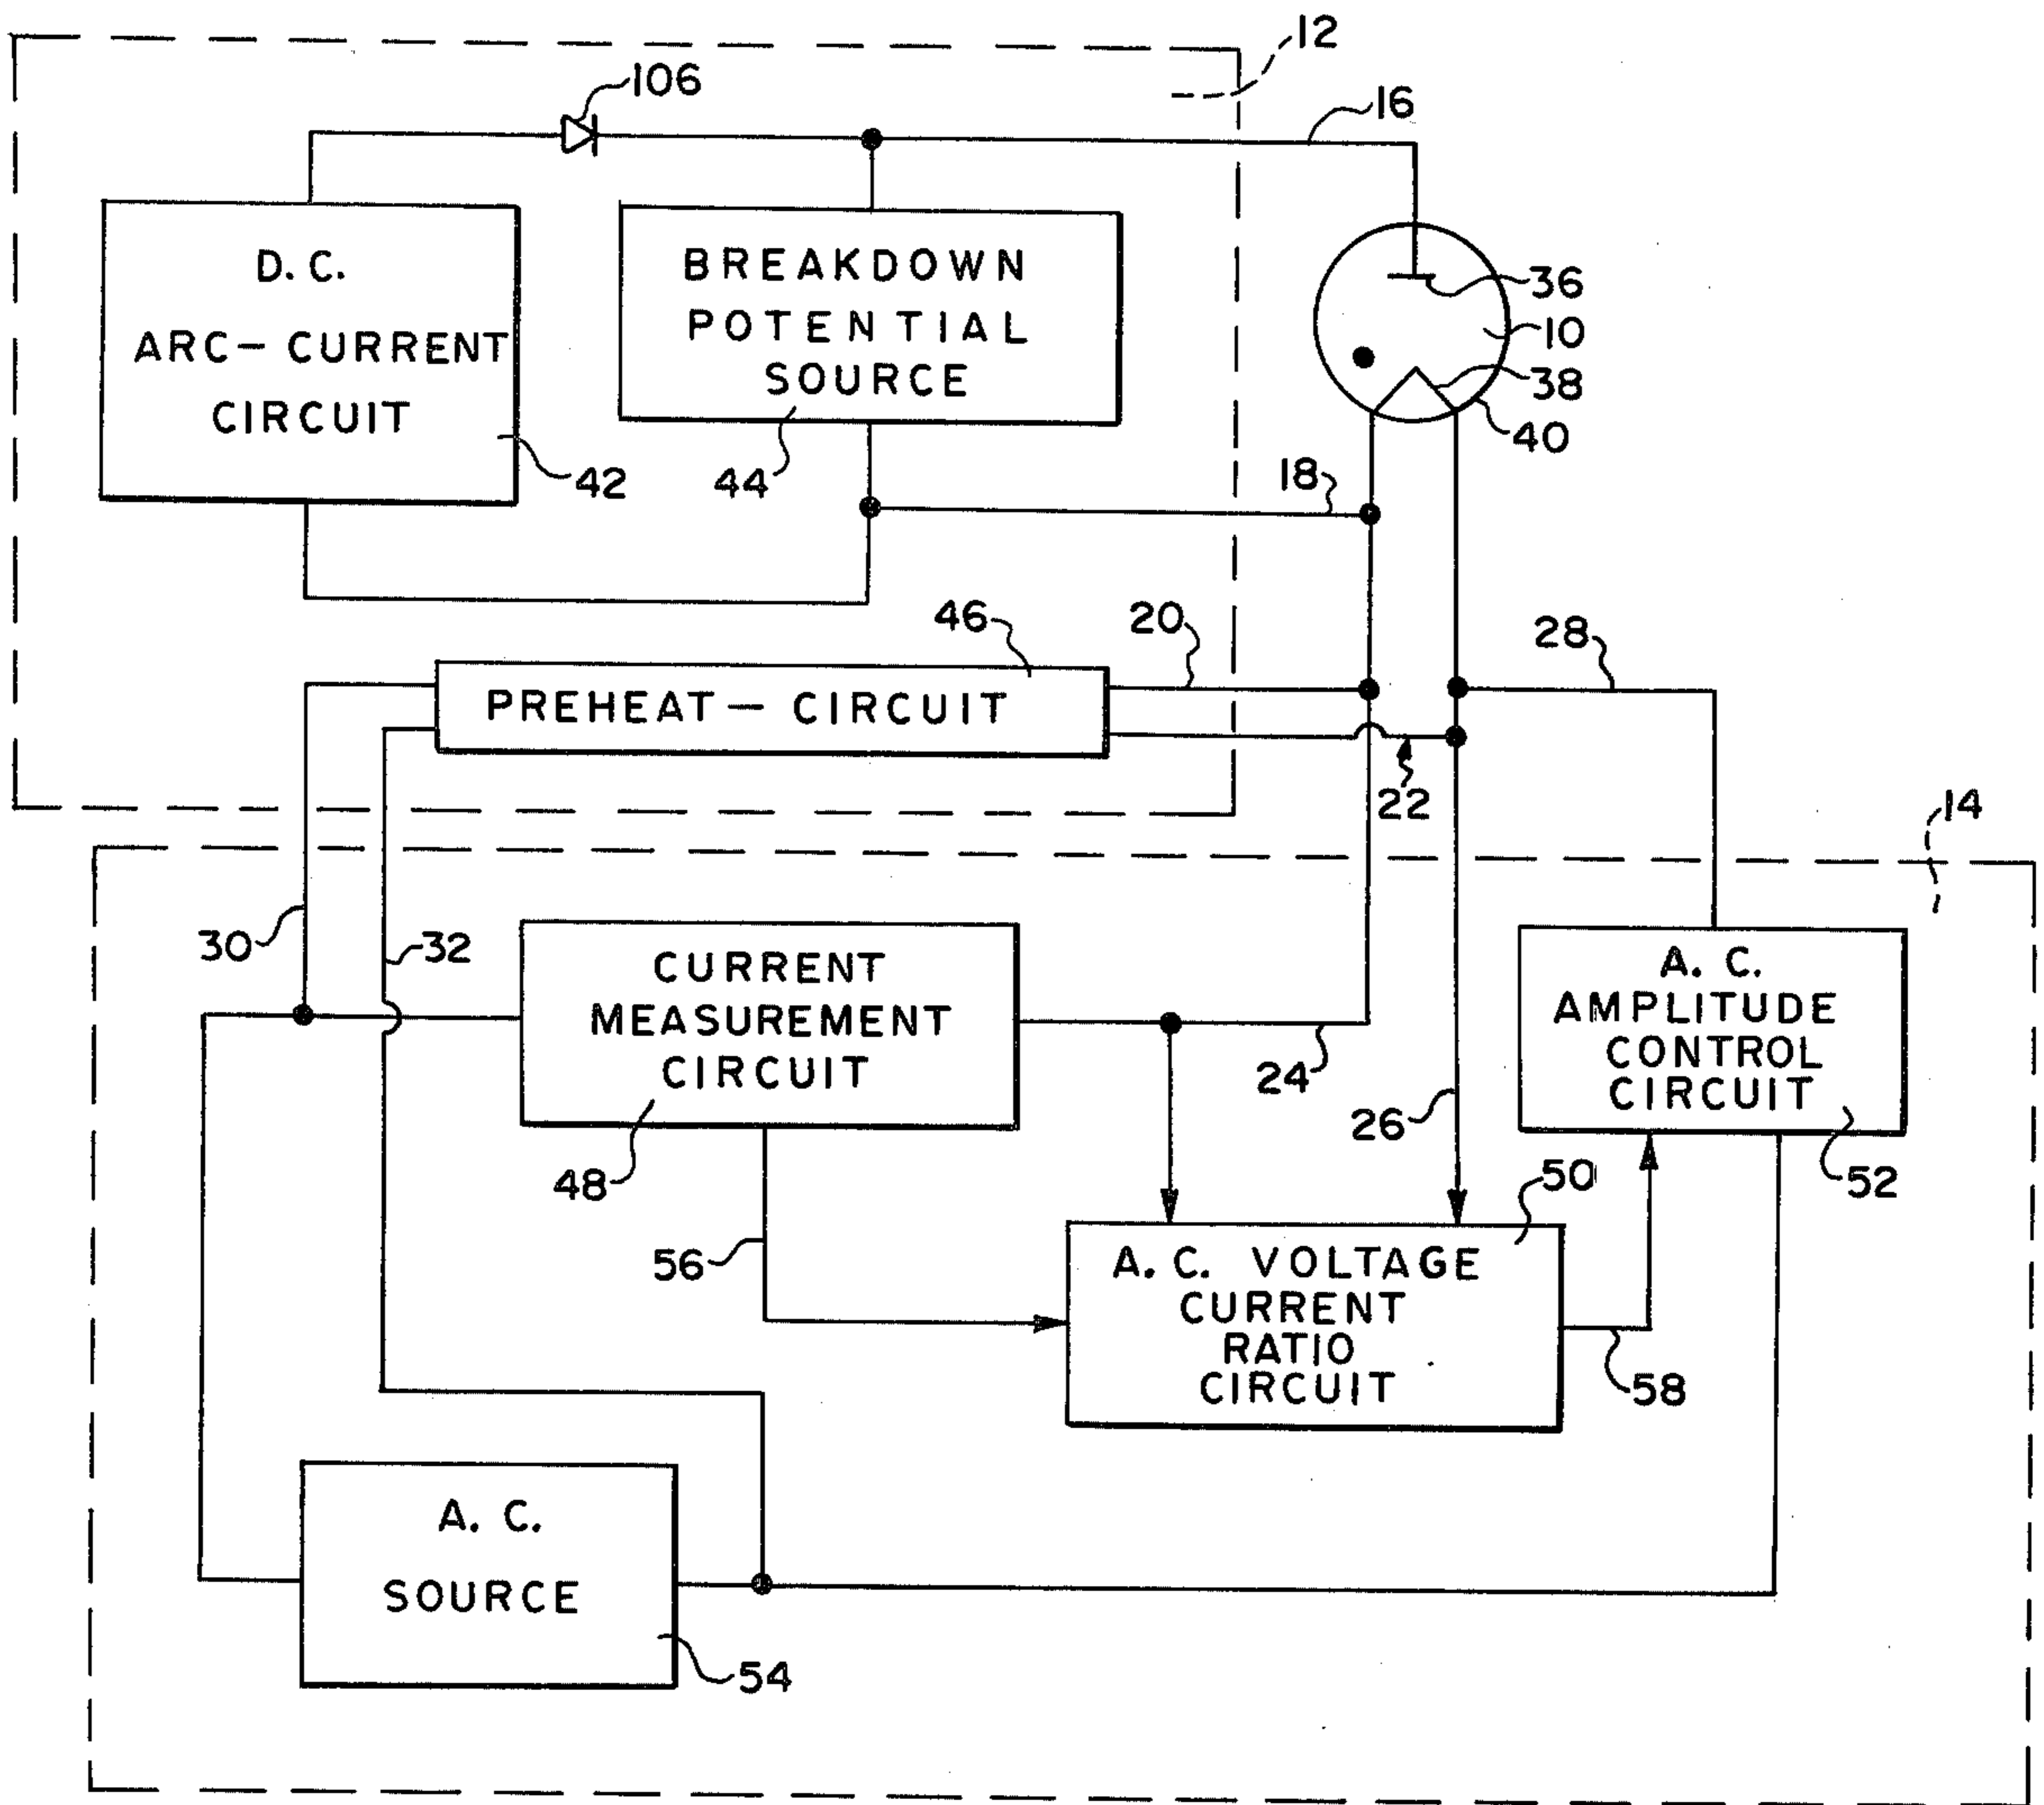 12
106
16
D. C.
ARC - CURRENT
CIRCUIT
42
BREAKDOWN
POTENTIAL
SOURCE
44
36
10
38
40
18
46
20
28
PREHEAT - CIRCUIT
22
14
30
32
CURRENT
MEASUREMENT
CIRCUIT
48
24
26
A. C.
AMPLITUDE
CONTROL
CIRCUIT
52
50
56
A. C. VOLTAGE
CURRENT
RATIO
CIRCUIT
58
A. C.
SOURCE
54